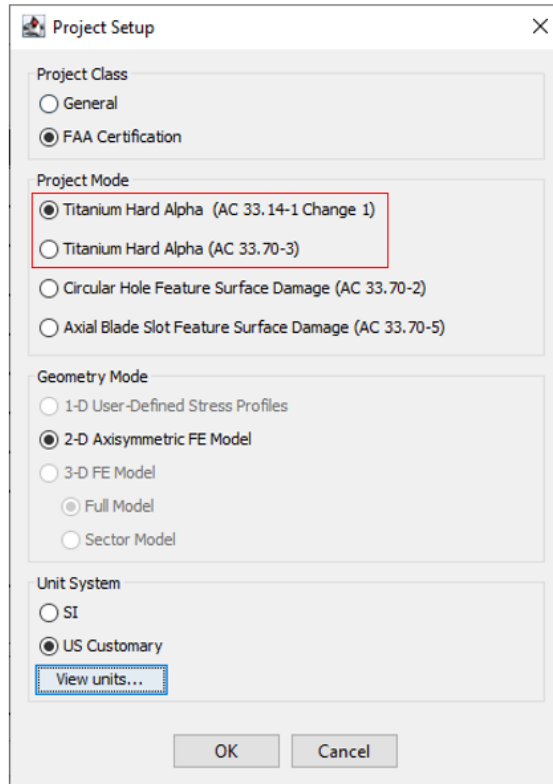 Project Setup
Project Class
General
FAA Certification
Project Mode
Titanium Hard Alpha (AC 33.14-1 Change 1)
Titanium Hard Alpha (AC 33.70-3)
Circular Hole Feature Surface Damage (AC 33.70-2)
Axial Blade Slot Feature Surface Damage (AC 33.70-5)
Geometry Mode
1-D User-Defined Stress Profiles
2-D Axisymmetric FE Model
3-D FE Model
Full Model
Sector Model
Unit System
SI
US Customary
View units...
OK Cancel